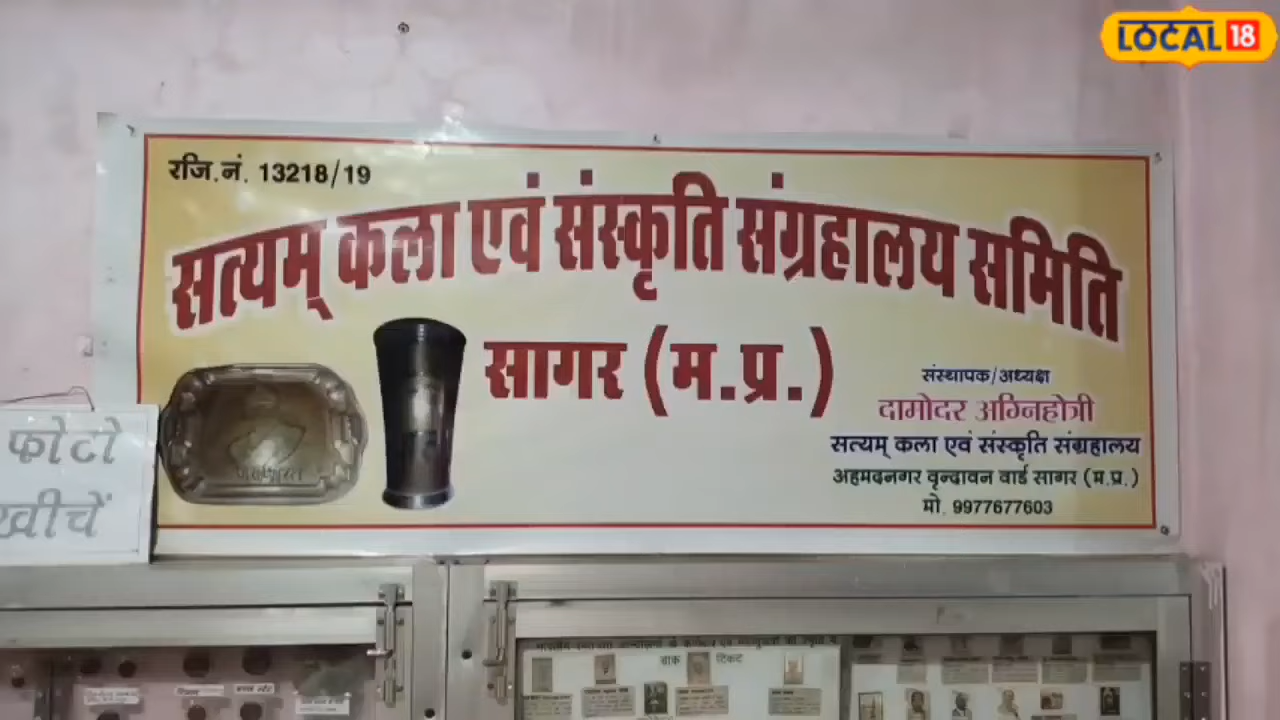 LOCAL 18
रजि.नं. 13218/19
सत्यम् कला एवं संस्कृति संग्रहालय समिति
सागर (म.प्र.)
संस्थापक/अध्यक्ष
दामोदर अग्निहोत्री
सत्यम् कला एवं संस्कृति संग्रहालय
अहमदनगर वृन्दावन वार्ड सागर (म.प्र.)
मो. 9977677603
फोटो
खीचें
डाक टिकट